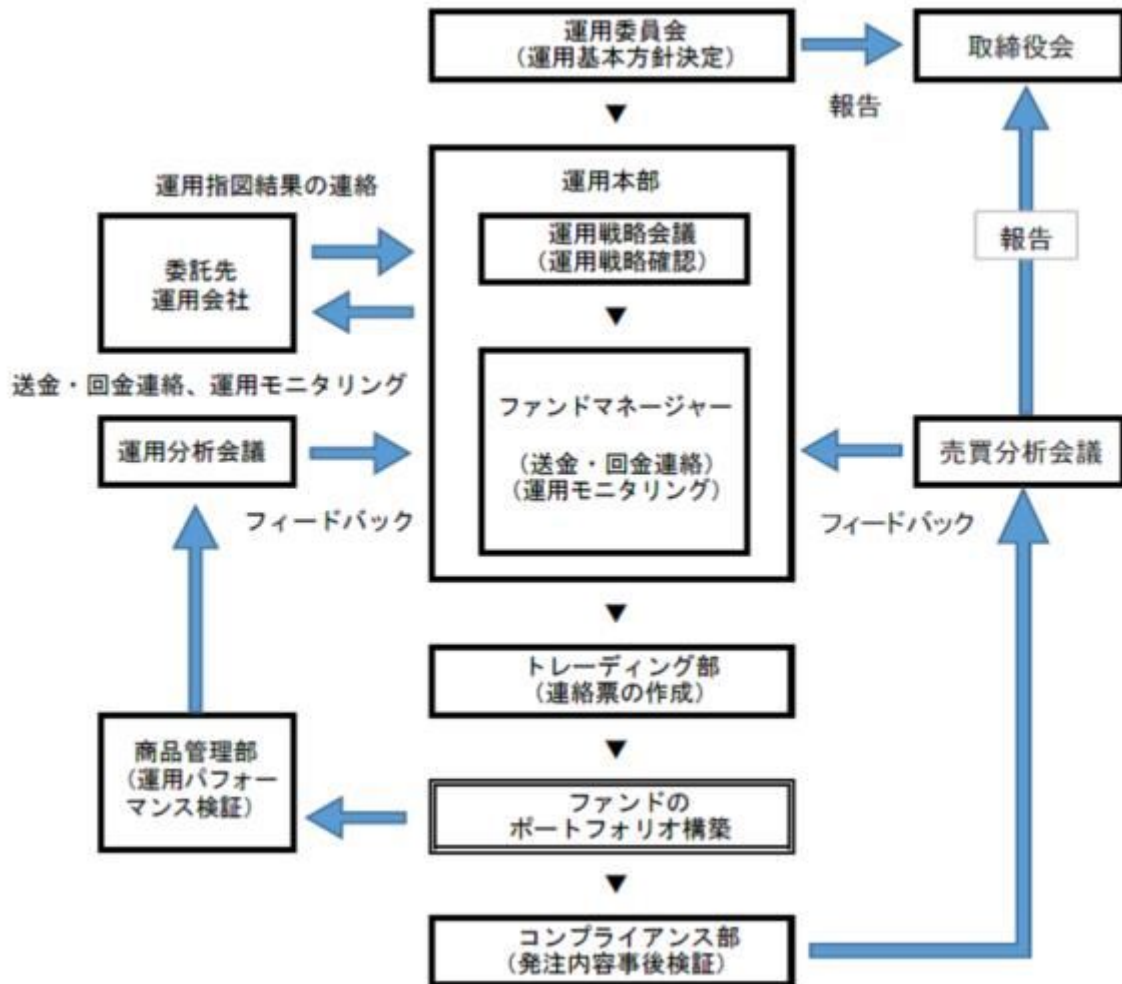 運用委員会
(運用基本方針決定)
取締役会
報告
運用本部
運用指図結果の連絡
運用戦略会議
(運用戦略確認)
報告
委託先
運用会社
送金・回金連絡、運用モニタリング
ファンドマネージャー
(送金・回金連絡)
(運用モニタリング)
運用分析会議
売買分析会議
フィードバック
フィードバック
トレーディング部
(連絡票の作成)
商品管理部
(運用パフォー
マンス検証)
ファンドの
ポートフォリオ構築
コンプライアンス部
(発注内容事後検証)